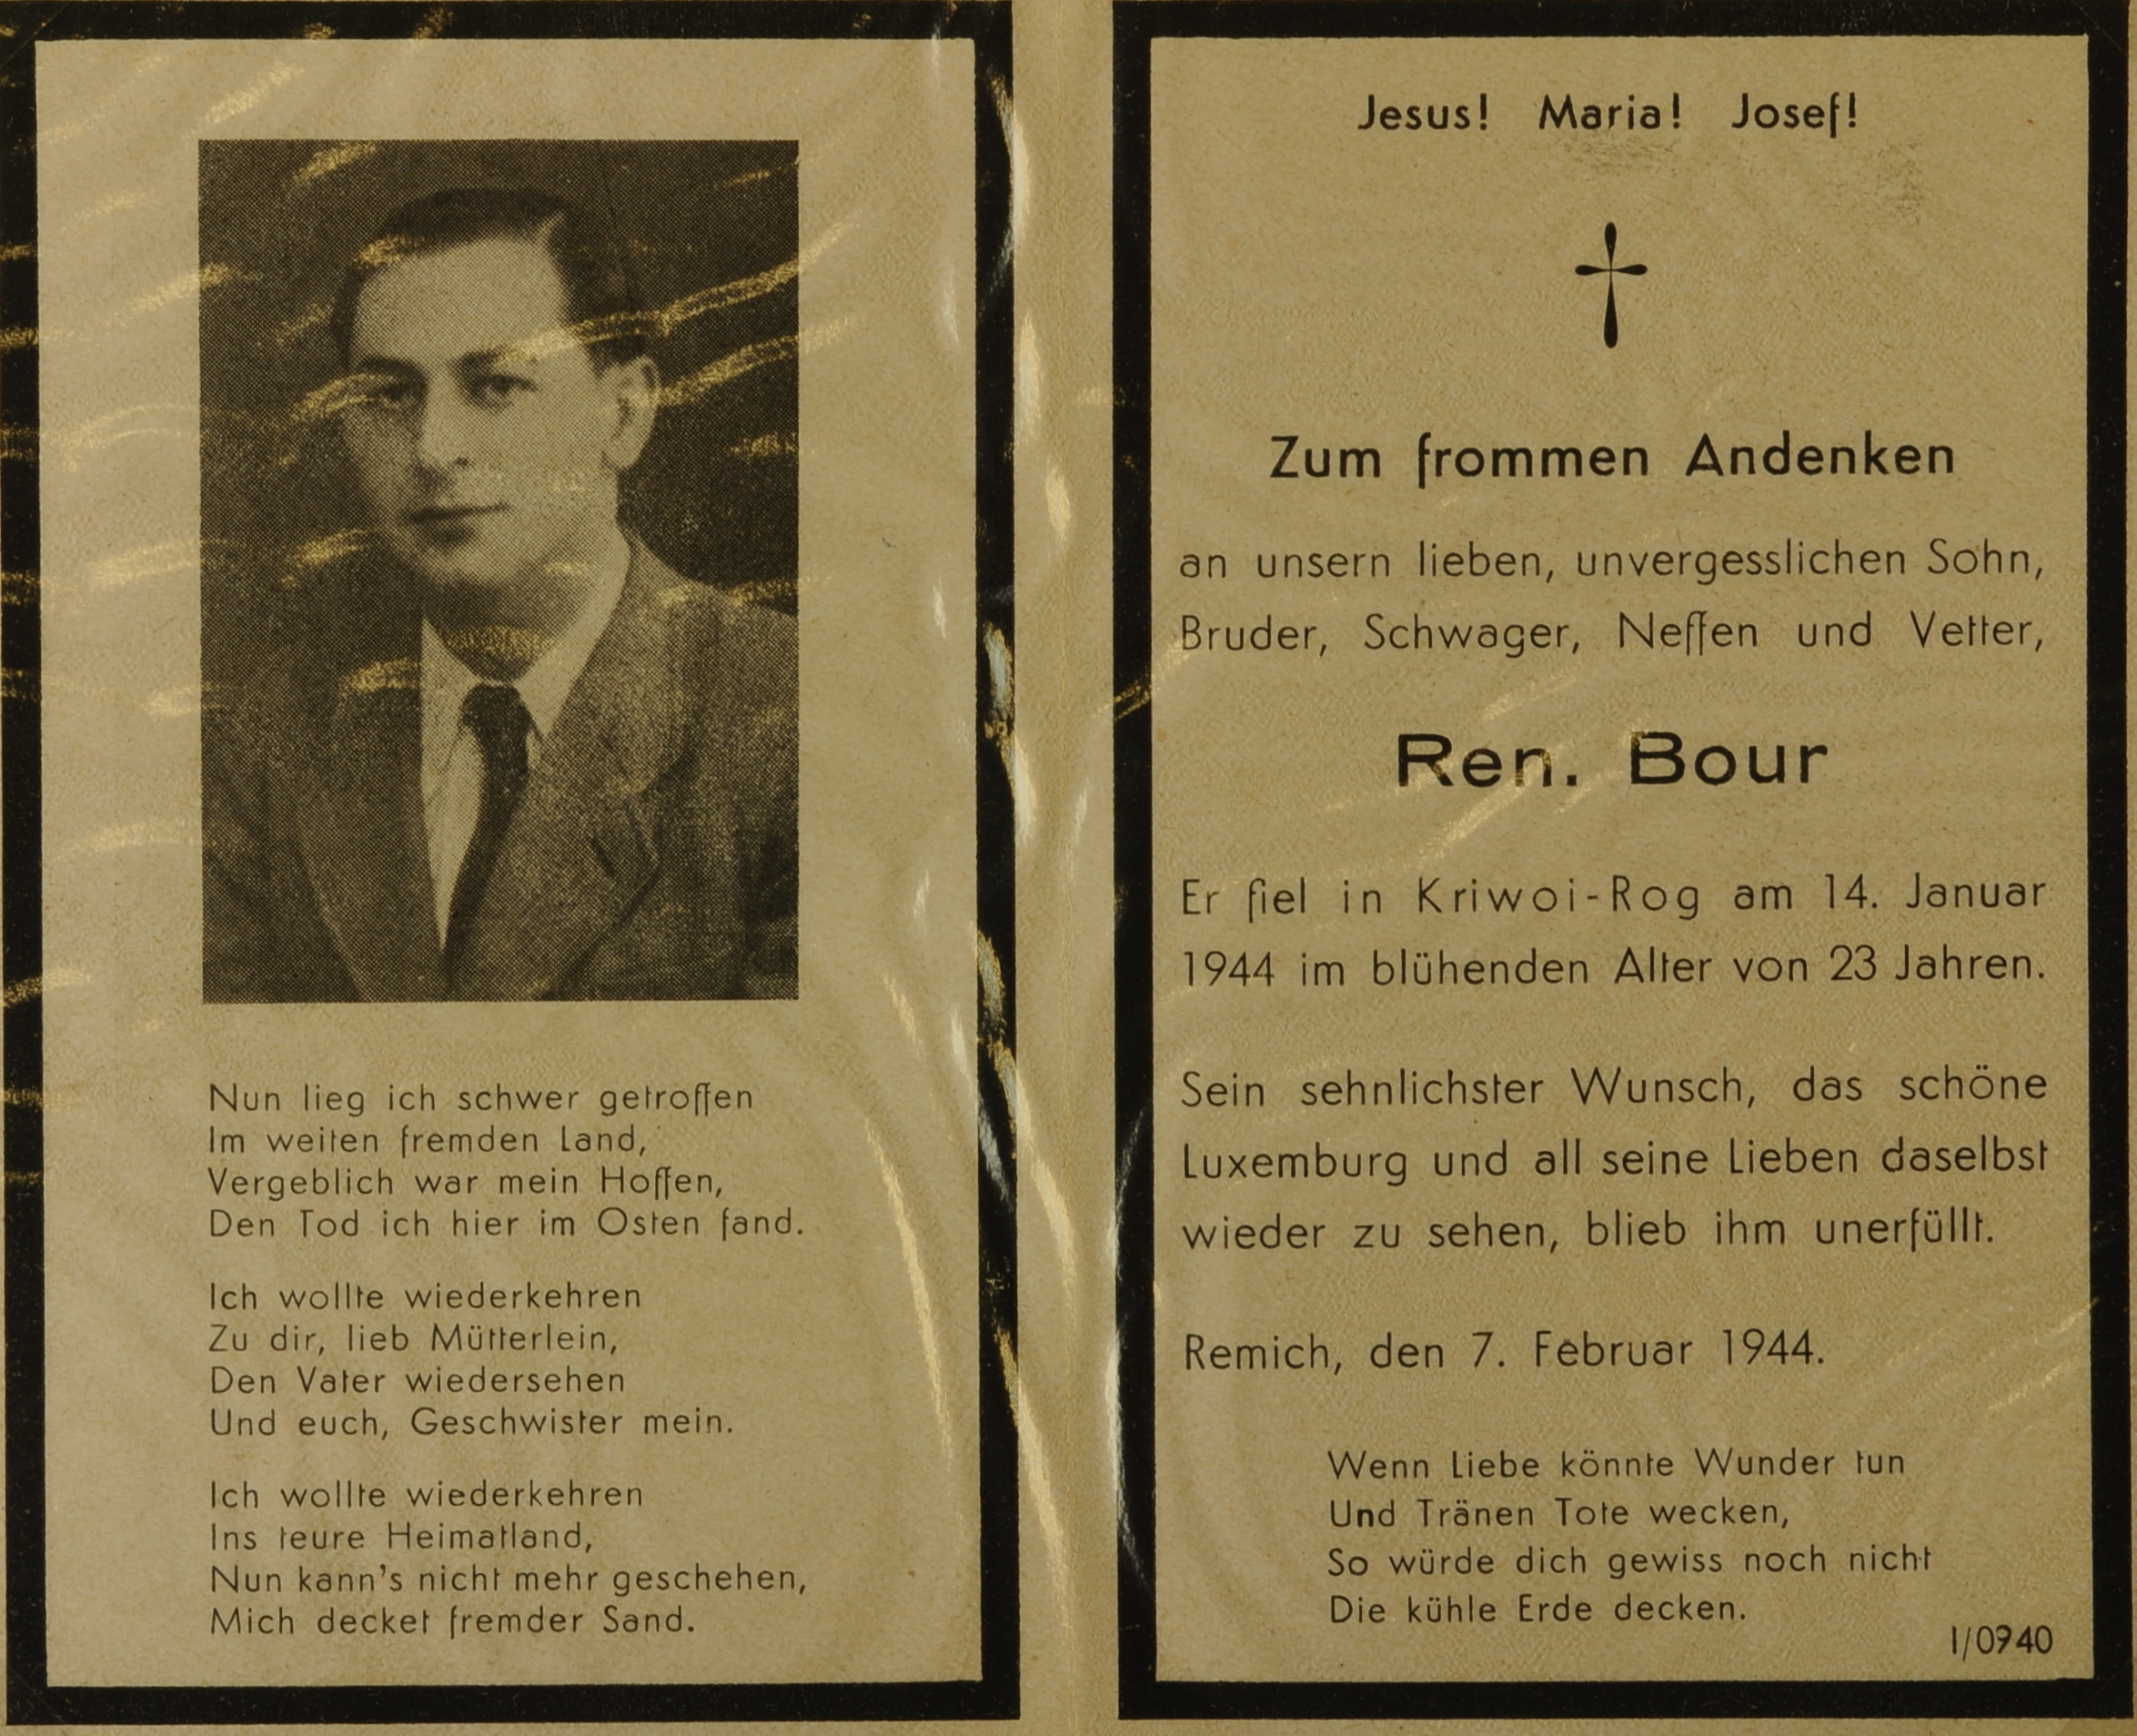 Nun lieg ich schwer getroffen
Im weiten fremden Land,
Vergeblich war mein Hoffen,
Den Tod ich hier im Osten fand.
Ich wollte wiederkehren
Zu dir, lieb Mütterlein,
Den Vater wiedersehen
Und euch, Geschwister mein.
Ich wollte wiederkehren
Ins teure Heimatland,
Nun kann's nicht mehr geschehen,
Mich decket fremder Sand.
Jesus! Maria! Josef!
Zum frommen Andenken
an unsern lieben, unvergesslichen Sohn,
Bruder, Schwager, Neffen und Vetter,
Ren. Bour
Er fiel in Kriwoi-Rog am 14. Januar
1944 im blühenden Alter von 23 Jahren.
Sein sehnlichster Wunsch, das schöne
Luxemburg und all seine Lieben daselbst
wieder zu sehen, blieb ihm unerfüllt.
Remich, den 7. Februar 1944.
Wenn Liebe könnte Wunder tun
Und Tränen Tote wecken,
So würde dich gewiss noch nicht
Die kühle Erde decken.
I/0940